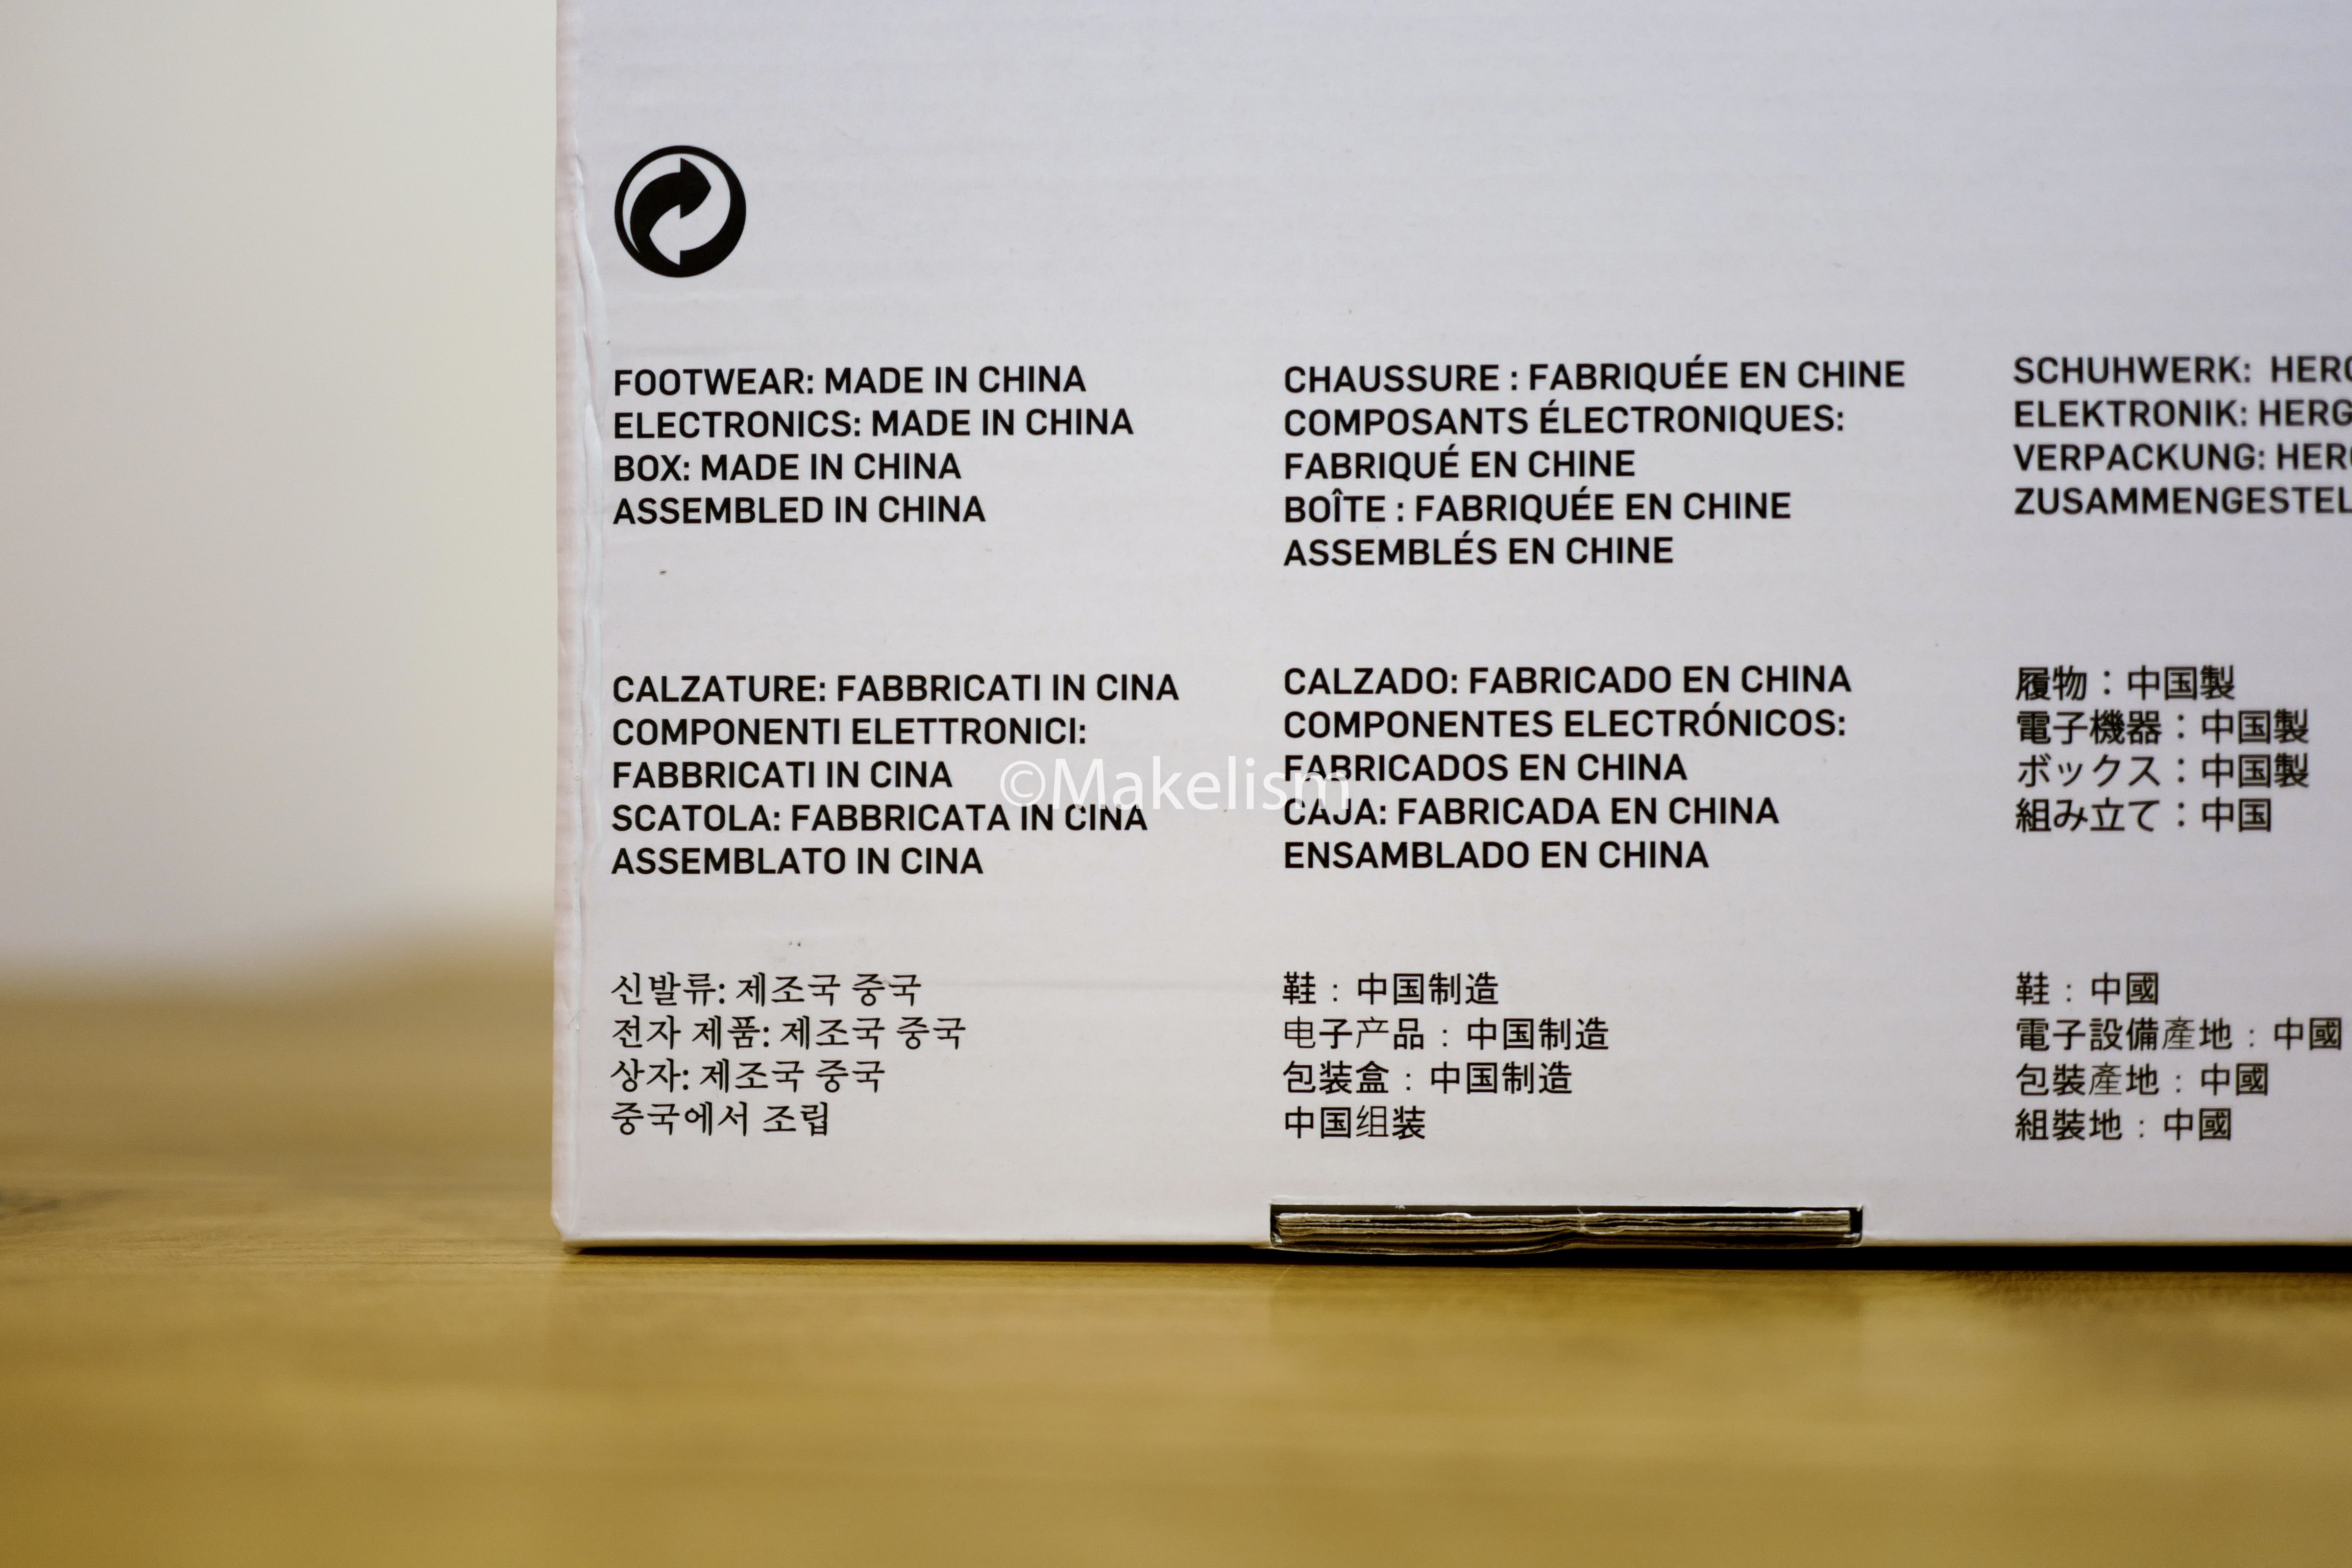 FOOTWEAR: MADE IN CHINA
ELECTRONICS: MADE IN CHINA
BOX: MADE IN CHINA
ASSEMBLED IN CHINA
CHAUSSURE : FABRIQUÉE EN CHINE
COMPOSANTS ÉLECTRONIQUES:
FABRIQUÉ EN CHINE
BOÎTE : FABRIQUÉE EN CHINE
ASSEMBLÉS EN CHINE
SCHUHWERK:
ELEKTRONIK:
VERPACKUNG:
CALZATURE: FABBRICATI IN CINA
COMPONENTI ELETTRONICI:
FABBRICATI IN CINA
SCATOLA: FABBRICATA IN CINA
ASSEMBLATO IN CINA
CALZADO: FABRICADO EN CHINA
COMPONENTES ELECTRÓNICOS:
FABRICADOS EN CHINA
CAJA: FABRICADA EN CHINA
ENSAMBLADO EN CHINA
履物：中国製
電子機器：中国製
ボックス：中国製
組み立て：中国
신발류: 제조국 중국
전자 제품: 제조국 중국
상자: 제조국 중국
중국에서 조립
鞋：中国制造
电子产品：中国制造
包装盒：中国制造
中国组装
鞋：中國
電子設備產地：中國
包裝產地：中國
組裝地：中國
©Makelism